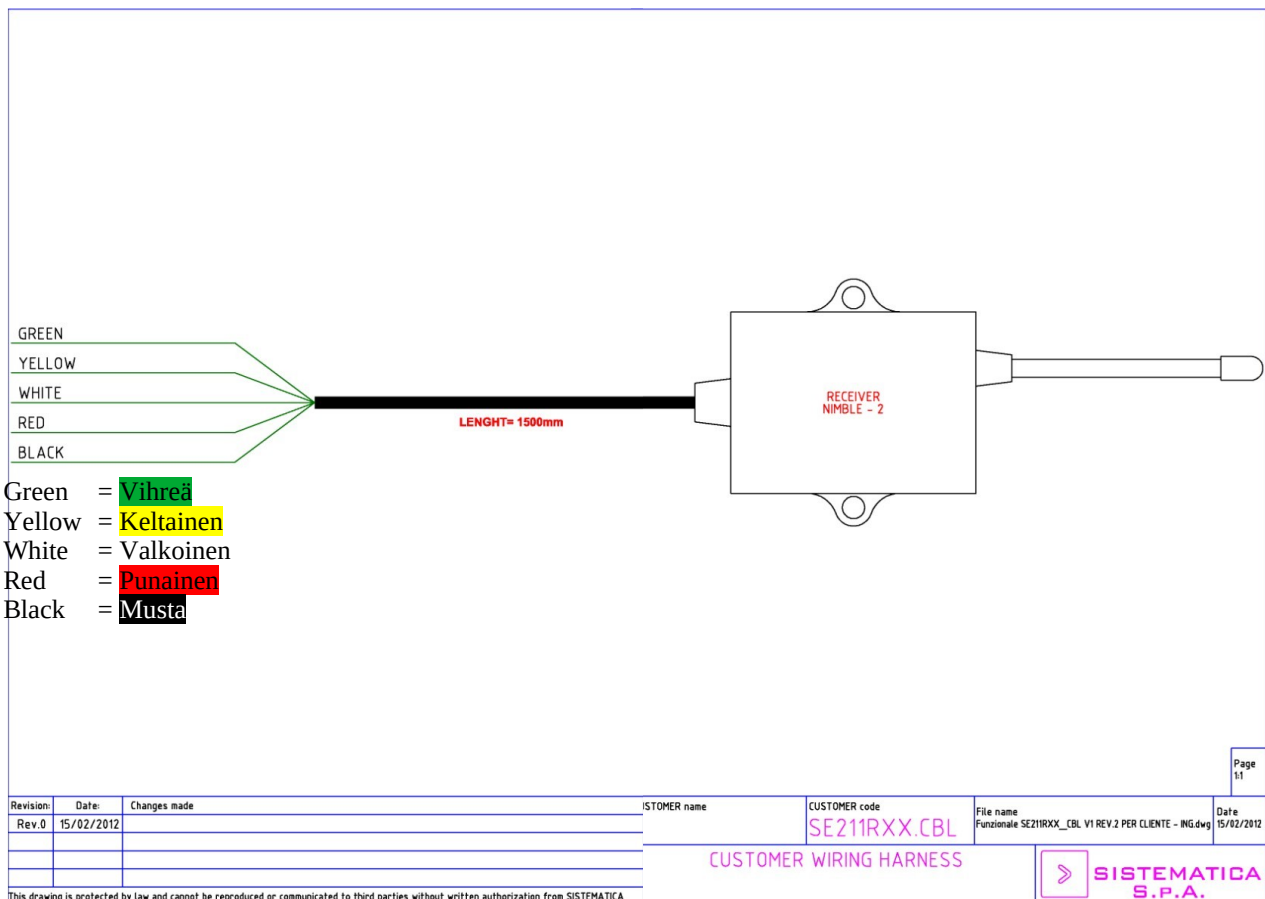 GREEN
YELLOW
WHITE
RED
BLACK
LENGHT= 1500mm
RECEIVER
NIMBLE - 2
Green = Vihreä
Yellow = Keltainen
White = Valkoinen
Red = Punainen
Black = Musta
Page
1:1
Revision: Date: Changes made
Rev.0 15/02/2012
ISTOMER name
CUSTOMER code
SE211RXX.CBL
File name
Funzionale SE211RXX__CBL V1 REV.2 PER CLIENTE - ING.dwg
Date
15/02/2012
CUSTOMER WIRING HARNESS
SISTEMATICA
S.P.A.
This drawing is protected by law and cannot be reproduced or communicated to third parties without written authorization from SISTEMATICA